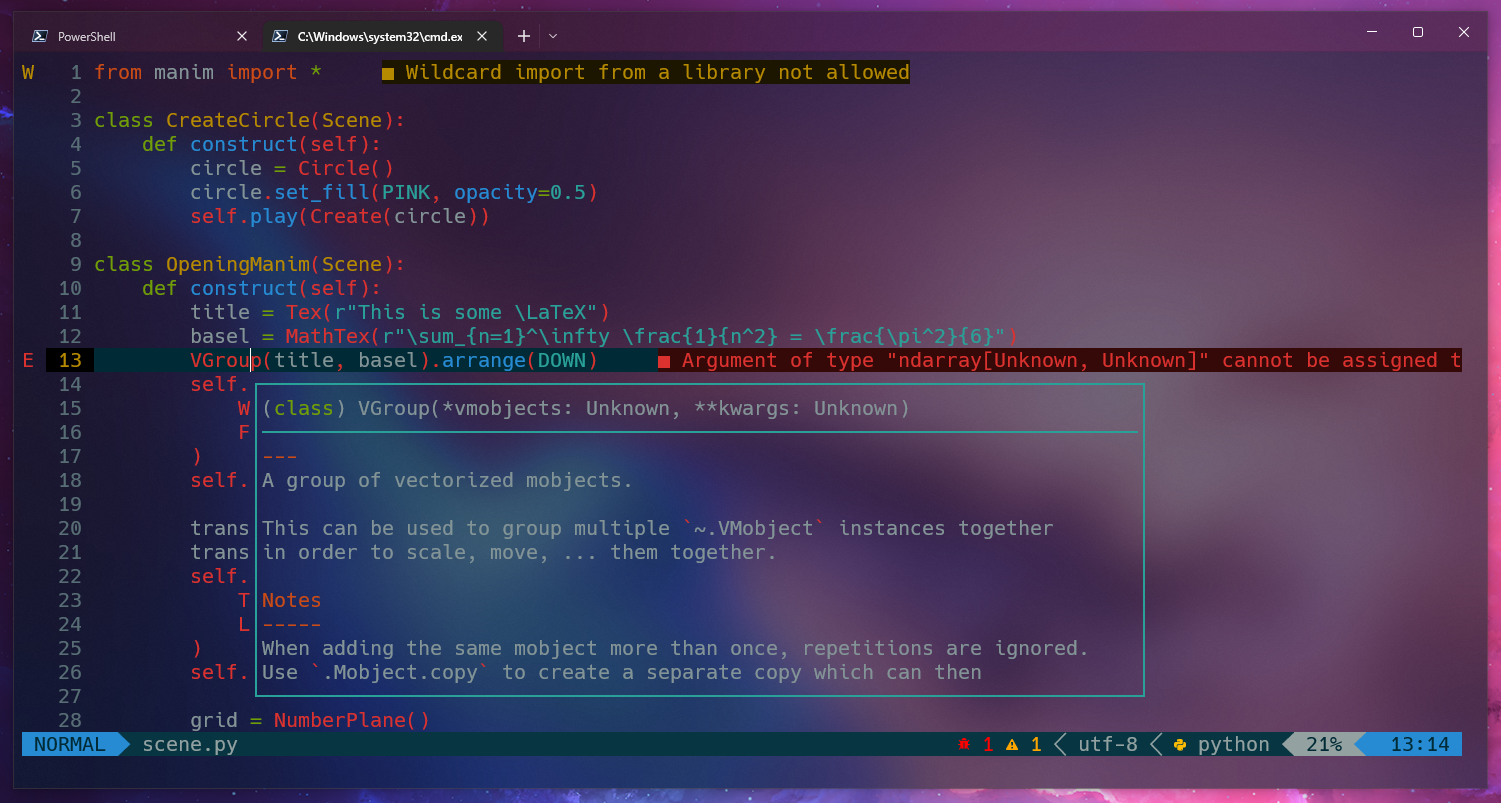 PowerShell
C:\Windows\system32\cmd.ex
W 1 from manim import * ■ Wildcard import from a library not allowed
2
3 class CreateCircle(Scene):
4 def construct(self):
5 circle = Circle()
6 circle.set_fill(PINK, opacity=0.5)
7 self.play(Create(circle))
8
9 class OpeningManim(Scene):
10 def construct(self):
11 title = Tex(r"This is some \LaTeX")
12 basel = MathTex(r"\sum_{n=1}^\infty \frac{1}{n^2} = \frac{\pi^2}{6}")
E 13 VGroup(title, basel).arrange(DOWN) ■ Argument of type "ndarray[Unknown, Unknown]" cannot be assigned t
14 self.
15 W (class) VGroup(*vmobjects: Unknown, **kwargs: Unknown)
16 F
17 ) ---
18 self. A group of vectorized mobjects.
19
20 trans This can be used to group multiple `~.VMobject` instances together
21 trans in order to scale, move, ... them together.
22 self.
23 T Notes
24 L -----
25 ) When adding the same mobject more than once, repetitions are ignored.
26 self. Use `.Mobject.copy` to create a separate copy which can then
27
28 grid = NumberPlane()
NORMAL scene.py 1 1 utf-8 python 21% 13:14